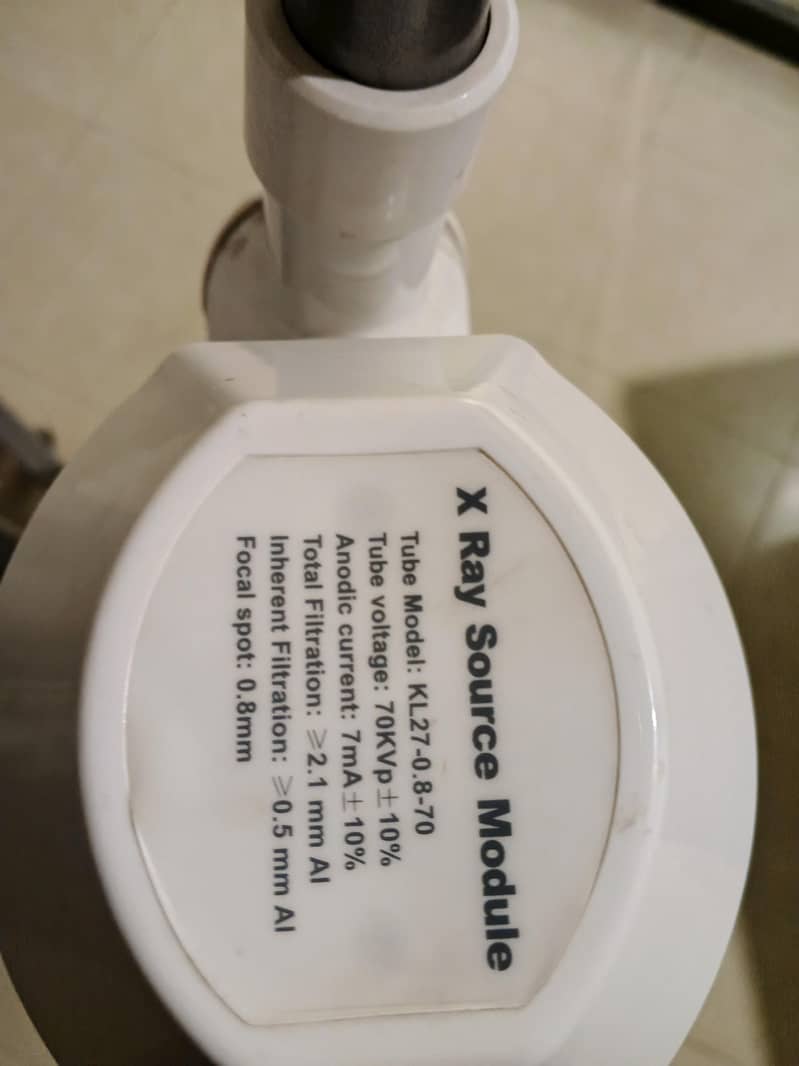 X Ray Source Module
Tube Model: KL27-0.8-70
Tube voltage: 70KVp±10%
Anodic current: 7mA±10%
Total Filtration: ⩾2.1 mm Al
Inherent Filtration: ⩾0.5 mm Al
Focal spot: 0.8mm